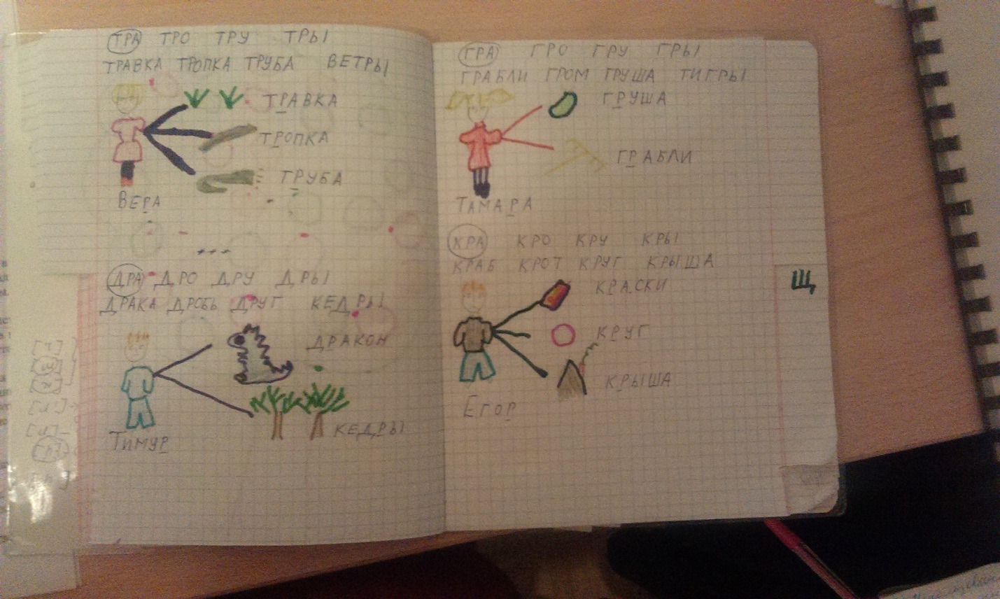 ТРА ТРО ТРУ ТРЫ
ТРАВКА ТРОПКА ТРУБА ВЕТРЫ
ТРАВКА
ТРОПКА
ТРУБА
ВЕРА
ДРА ДРО ДРУ ДРЫ
ДРАКА ДРОБЬ ДРУГ КЕДРЫ
ДРАКОН
КЕДРЫ
ТИМУР
ГРА ГРО ГРУ ГРЫ
ГРАБЛИ ГРОМ ГРУША ТИГРЫ
ГРУША
ГРАБЛИ
ТАМАРА
КРА КРО КРУ КРЫ
КРАБ КРОТ КРУГ КРЫША
КРАСКИ
КРУГ
КРЫША
ЕГОР
Щ